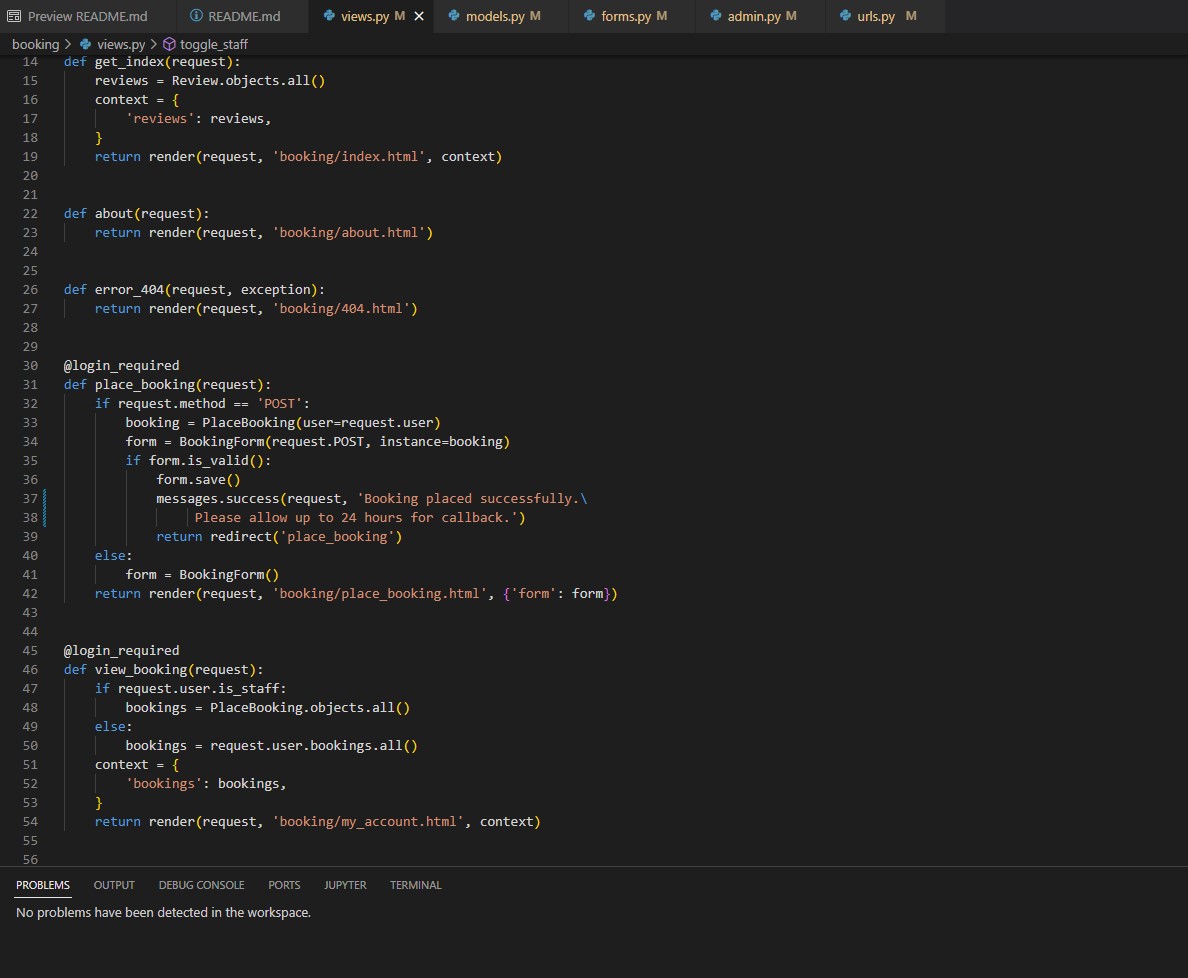 Preview README.md README.md views.py M models.py M forms.py M admin.py M urls.py M
booking > views.py > toggle_staff
14 def get_index(request):
15     reviews = Review.objects.all()
16     context = {
17         'reviews': reviews,
18     }
19     return render(request, 'booking/index.html', context)
20
21
22 def about(request):
23     return render(request, 'booking/about.html')
24
25
26 def error_404(request, exception):
27     return render(request, 'booking/404.html')
28
29
30 @login_required
31 def place_booking(request):
32     if request.method == 'POST':
33         booking = PlaceBooking(user=request.user)
34         form = BookingForm(request.POST, instance=booking)
35         if form.is_valid():
36             form.save()
37             messages.success(request, 'Booking placed successfully.\
38                  Please allow up to 24 hours for callback.')
39             return redirect('place_booking')
40     else:
41         form = BookingForm()
42     return render(request, 'booking/place_booking.html', {'form': form})
43
44
45 @login_required
46 def view_booking(request):
47     if request.user.is_staff:
48         bookings = PlaceBooking.objects.all()
49     else:
50         bookings = request.user.bookings.all()
51     context = {
52         'bookings': bookings,
53     }
54     return render(request, 'booking/my_account.html', context)
55
56
PROBLEMS OUTPUT DEBUG CONSOLE PORTS JUPYTER TERMINAL
No problems have been detected in the workspace.